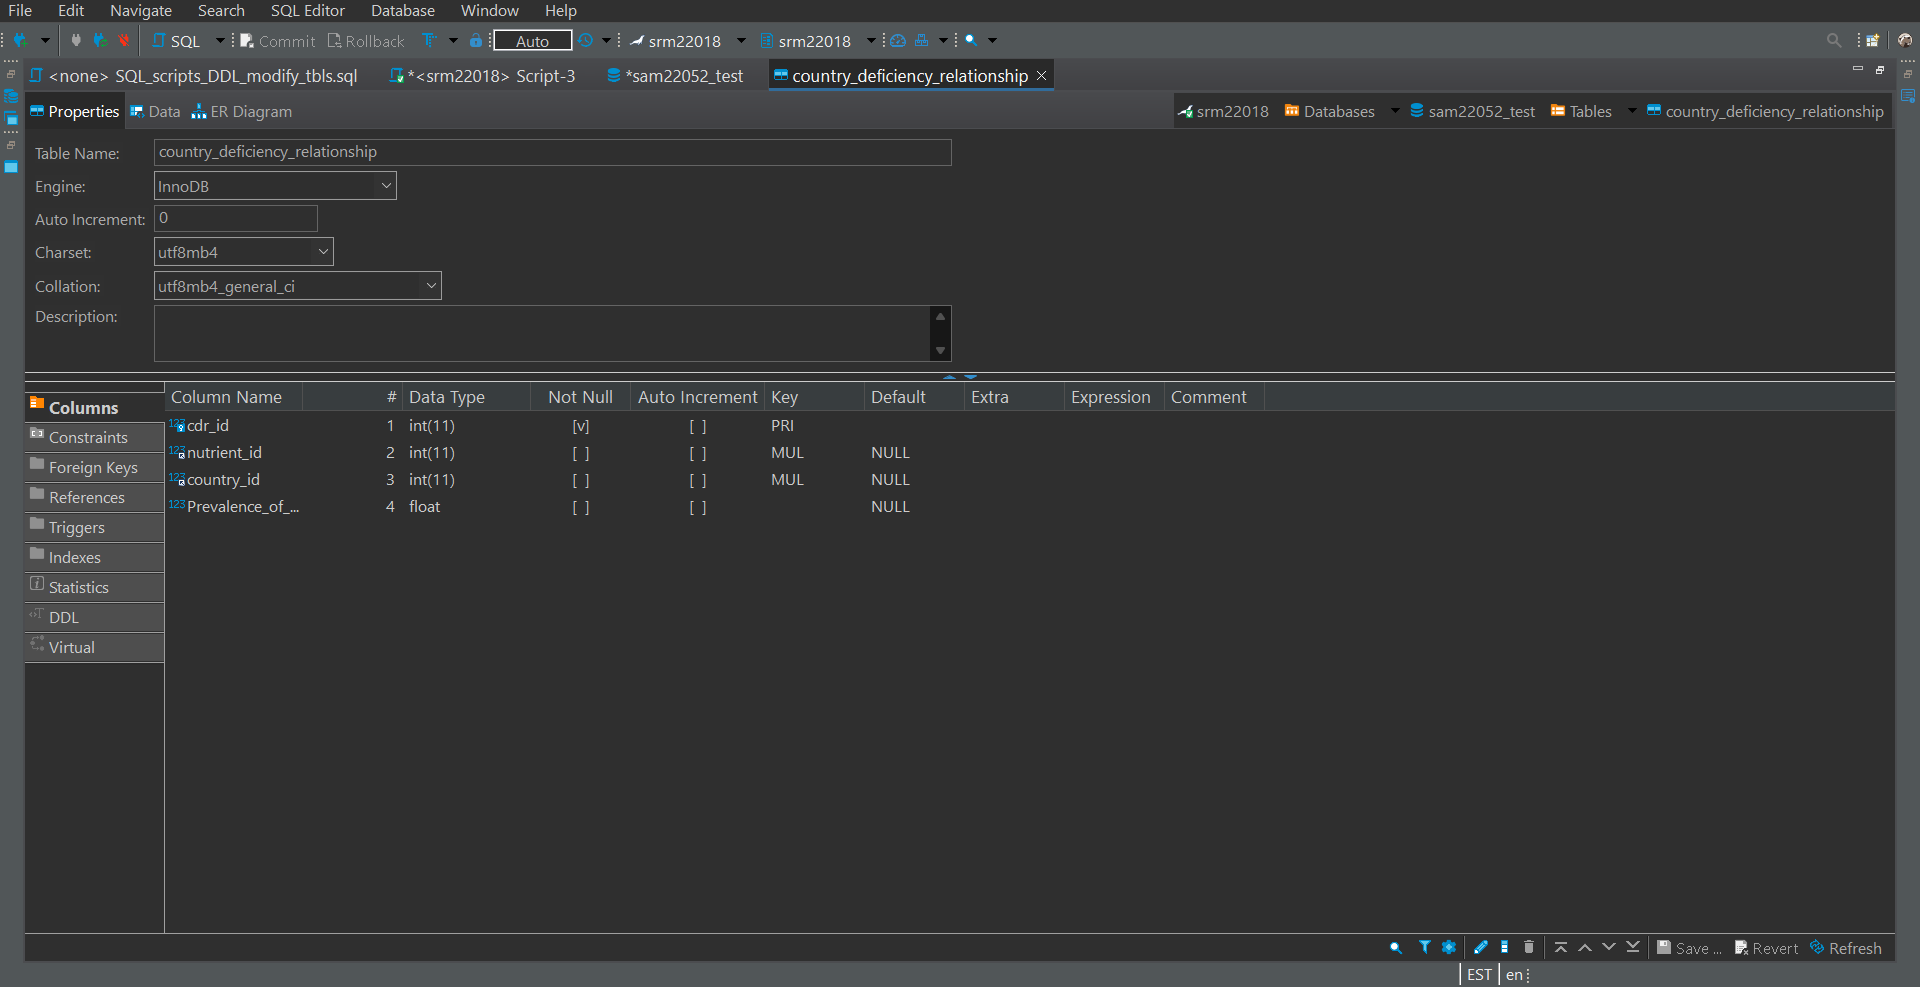 File Edit Navigate Search SQL Editor Database Window Help
SQL Commit Rollback Auto srm22018 srm22018
<none> SQL_scripts_DDL_modify_tbls.sql *<srm22018> Script-3 *sam22052_test country_deficiency_relationship
Properties Data ER Diagram srm22018 Databases sam22052_test Tables country_deficiency_relationship
Table Name: country_deficiency_relationship
Engine: InnoDB
Auto Increment: 0
Charset: utf8mb4
Collation: utf8mb4_general_ci
Description:
Columns
Constraints
Foreign Keys
References
Triggers
Indexes
Statistics
DDL
Virtual
Column Name # Data Type Not Null Auto Increment Key Default Extra Expression Comment
123 cdr_id 1 int(11) [v] [ ] PRI
123 nutrient_id 2 int(11) [ ] [ ] MUL NULL
123 country_id 3 int(11) [ ] [ ] MUL NULL
123 Prevalence_of_... 4 float [ ] [ ] NULL
Save ... Revert Refresh
EST en